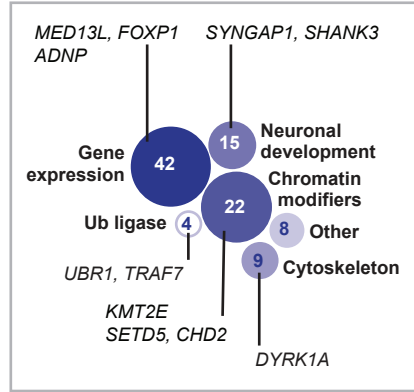 MED13L, FOXP1
ADNP
SYNGAP1, SHANK3
Gene
expression
42
15
Neuronal
development
Chromatin
modifiers
22
Ub ligase
4
8
Other
9
Cytoskeleton
UBR1, TRAF7
KMT2E
SETD5, CHD2
DYRK1A